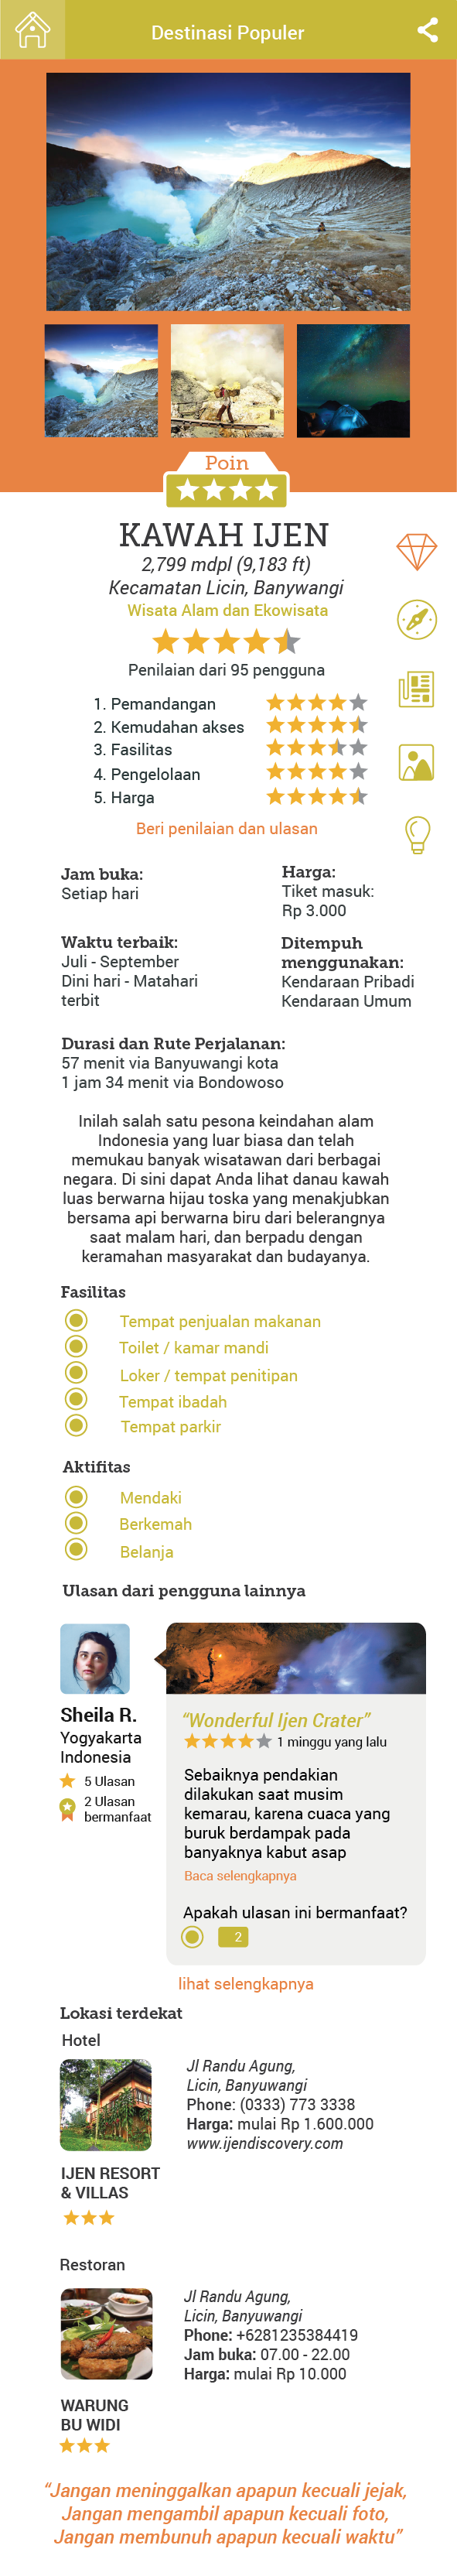 Destinasi Populer
Poin
KAWAH IJEN
2,799 mdpl (9,183 ft)
Kecamatan Licin, Banywangi
Wisata Alam dan Ekowisata
Penilaian dari 95 pengguna
1. Pemandangan
2. Kemudahan akses
3. Fasilitas
4. Pengelolaan
5. Harga
Beri penilaian dan ulasan
Jam buka:
Setiap hari
Harga:
Tiket masuk:
Rp 3.000
Waktu terbaik:
Juli - September
Dini hari - Matahari
terbit
Ditempuh
menggunakan:
Kendaraan Pribadi
Kendaraan Umum
Durasi dan Rute Perjalanan:
57 menit via Banyuwangi kota
1 jam 34 menit via Bondowoso
Inilah salah satu pesona keindahan alam
Indonesia yang luar biasa dan telah
memukau banyak wisatawan dari berbagai
negara. Di sini dapat Anda lihat danau kawah
luas berwarna hijau toska yang menakjubkan
bersama api berwarna biru dari belerangnya
saat malam hari, dan berpadu dengan
keramahan masyarakat dan budayanya.
Fasilitas
Tempat penjualan makanan
Toilet / kamar mandi
Loker / tempat penitipan
Tempat ibadah
Tempat parkir
Aktifitas
Mendaki
Berkemah
Belanja
Ulasan dari pengguna lainnya
Sheila R.
Yogyakarta
Indonesia
5 Ulasan
2 Ulasan
bermanfaat
“Wonderful Ijen Crater”
1 minggu yang lalu
Sebaiknya pendakian
dilakukan saat musim
kemarau, karena cuaca yang
buruk berdampak pada
banyaknya kabut asap
Baca selengkapnya
Apakah ulasan ini bermanfaat?
2
lihat selengkapnya
Lokasi terdekat
Hotel
Jl Randu Agung,
Licin, Banyuwangi
Phone: (0333) 773 3338
Harga: mulai Rp 1.600.000
www.ijendiscovery.com
IJEN RESORT
& VILLAS
Restoran
Jl Randu Agung,
Licin, Banyuwangi
Phone: +6281235384419
Jam buka: 07.00 - 22.00
Harga: mulai Rp 10.000
WARUNG
BU WIDI
“Jangan meninggalkan apapun kecuali jejak,
Jangan mengambil apapun kecuali foto,
Jangan membunuh apapun kecuali waktu”